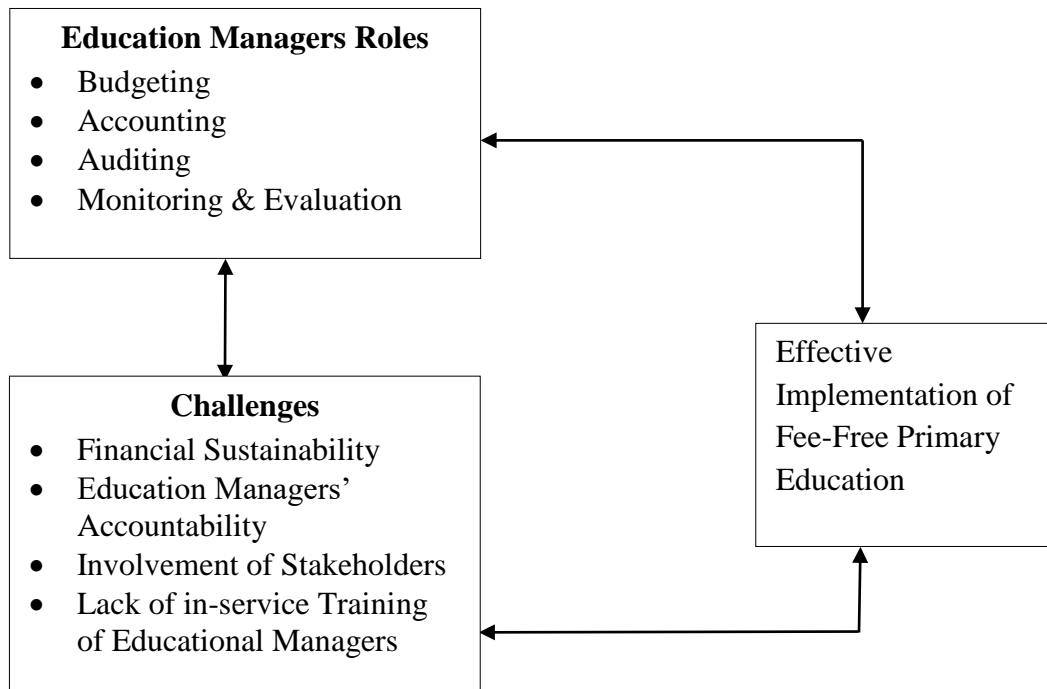 Education Managers Roles
• Budgeting
• Accounting
• Auditing
• Monitoring & Evaluation
Challenges
• Financial Sustainability
• Education Managers’
Accountability
• Involvement of Stakeholders
• Lack of in-service Training
of Educational Managers
Effective
Implementation of
Fee-Free Primary
Education